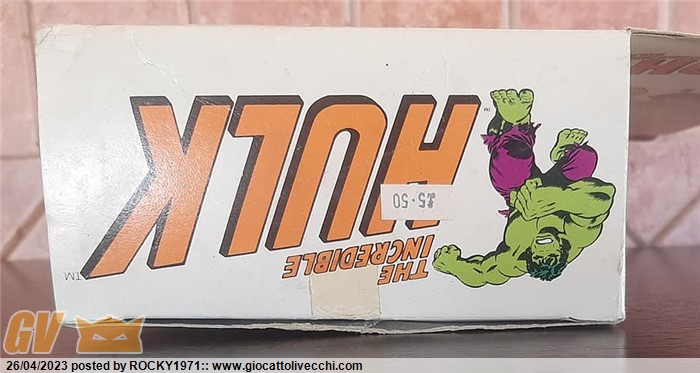 THE
INCREDIBLE
HULK
TM
TM
£5.50
GV
26/04/2023 posted by ROCKY1971:: www.giocattolivecchi.com